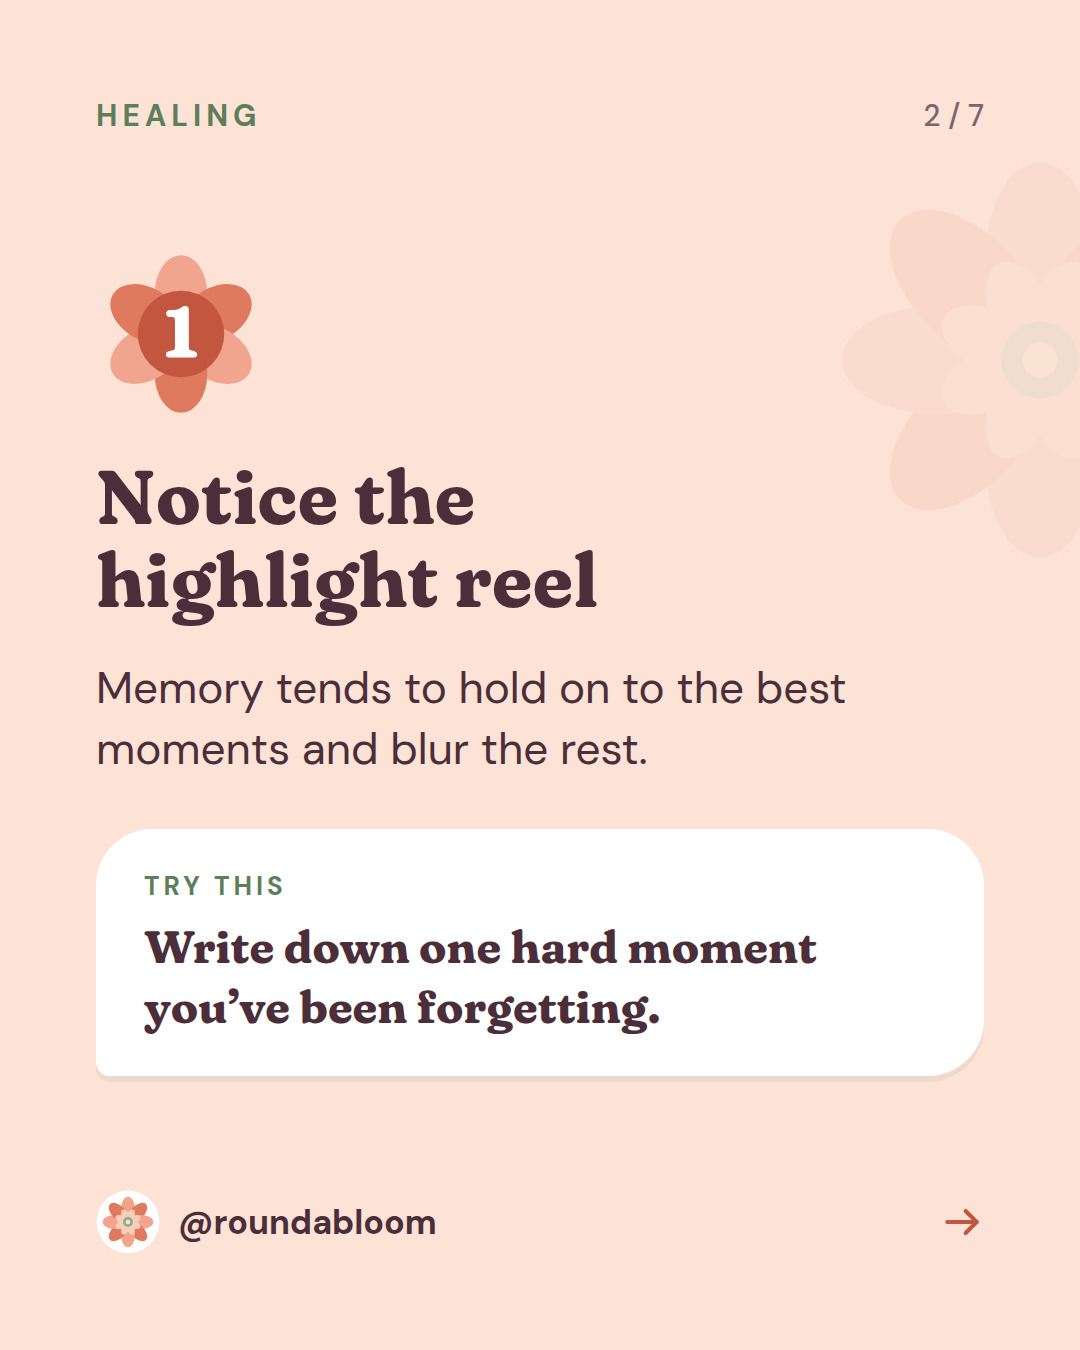 HEALING
2 / 7
1
Notice the
highlight reel
Memory tends to hold on to the best
moments and blur the rest.
TRY THIS
Write down one hard moment
you’ve been forgetting.
@roundabloom